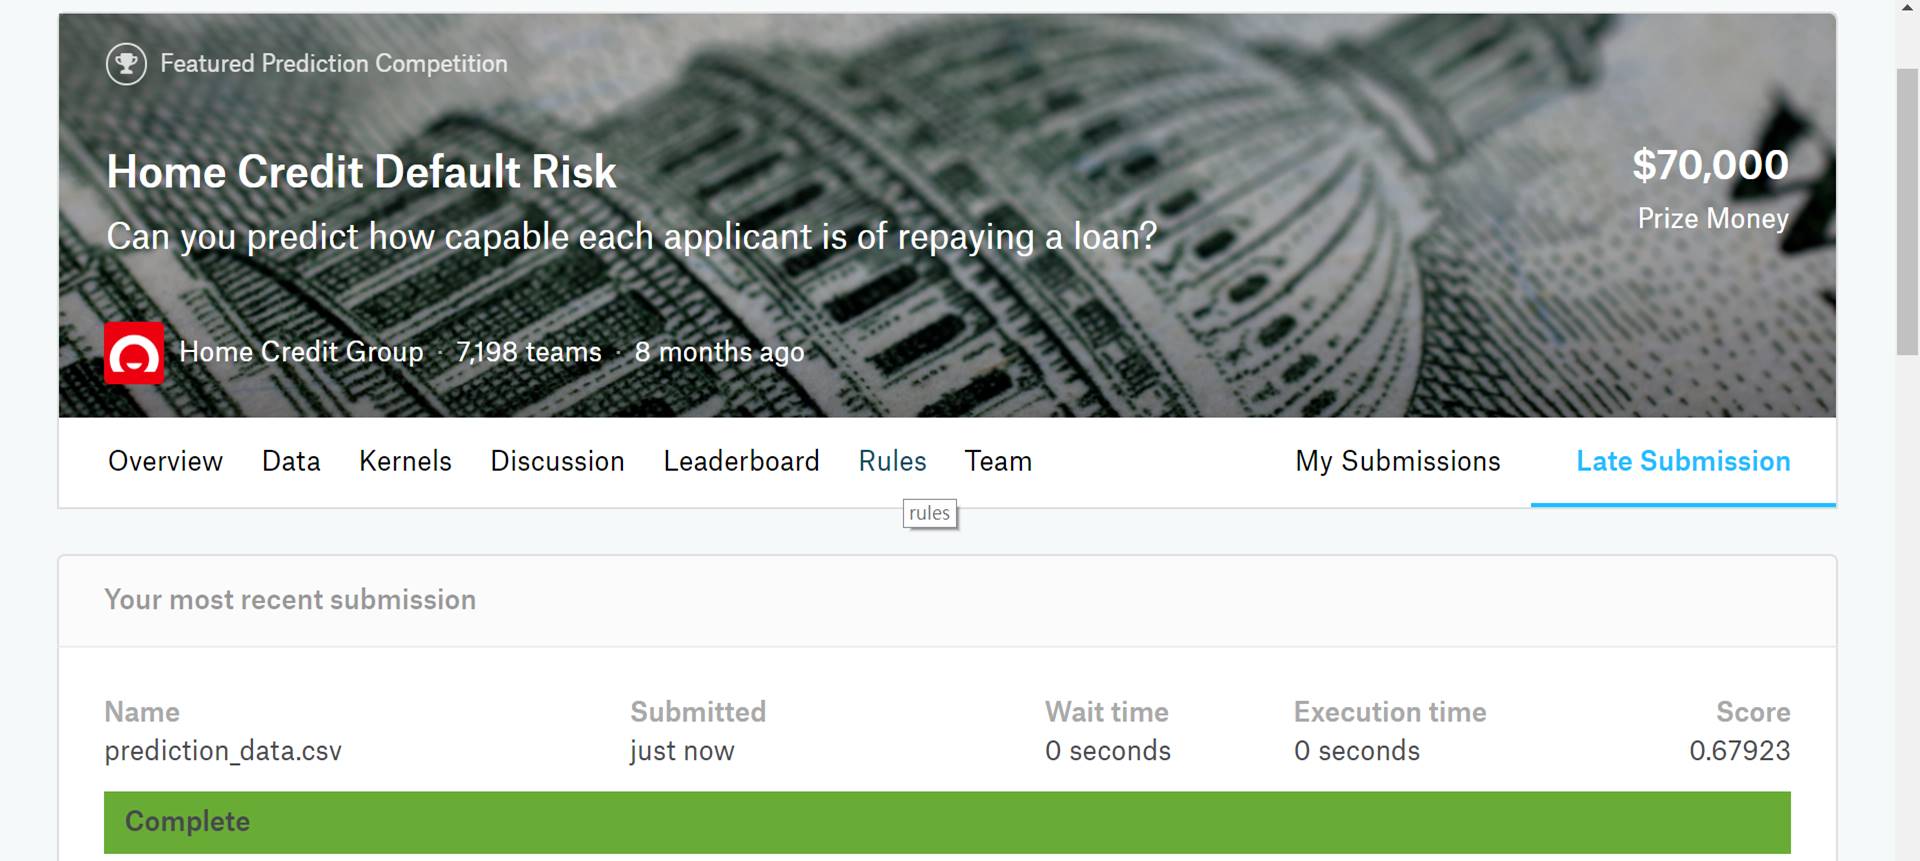 Featured Prediction Competition
Home Credit Default Risk
Can you predict how capable each applicant is of repaying a loan?
$70,000
Prize Money
Home Credit Group · 7,198 teams · 8 months ago
Overview Data Kernels Discussion Leaderboard Rules Team My Submissions Late Submission
rules
Your most recent submission
Name Submitted Wait time Execution time Score
prediction_data.csv just now 0 seconds 0 seconds 0.67923
Complete